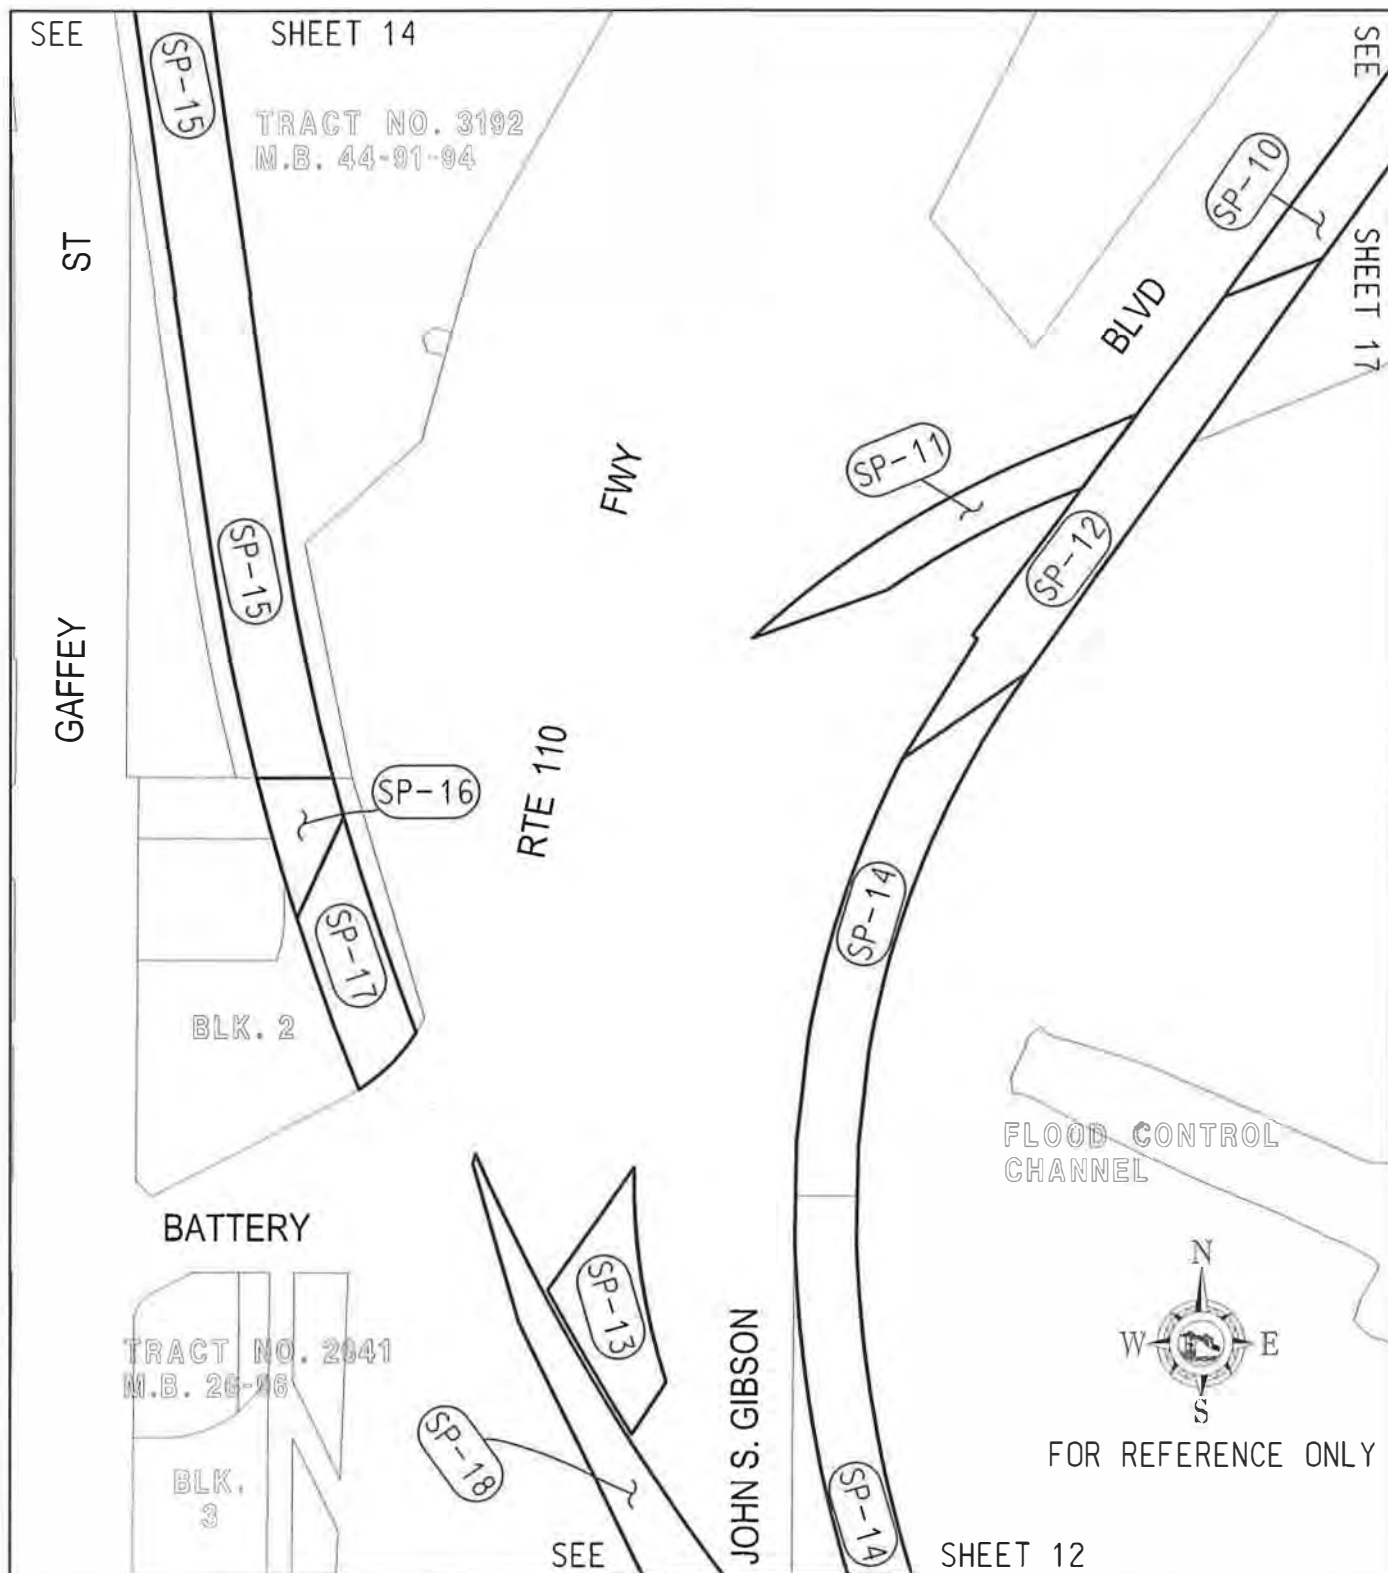 SEE SHEET 14
SEE SHEET 17
SP-15
TRACT NO. 3192
M.B. 44-91-94
SP-10
GAFFEY ST
BLVD
SP-11
FWY
SP-12
SP-15
RTE 110
SP-16
SP-14
SP-17
BLK. 2
FLOOD CONTROL
CHANNEL
BATTERY
N
W E
S
SP-13
TRACT NO. 2941
M.B. 26-96
JOHN S. GIBSON
SP-18
FOR REFERENCE ONLY
BLK.
3
SP-14
SEE SHEET 12